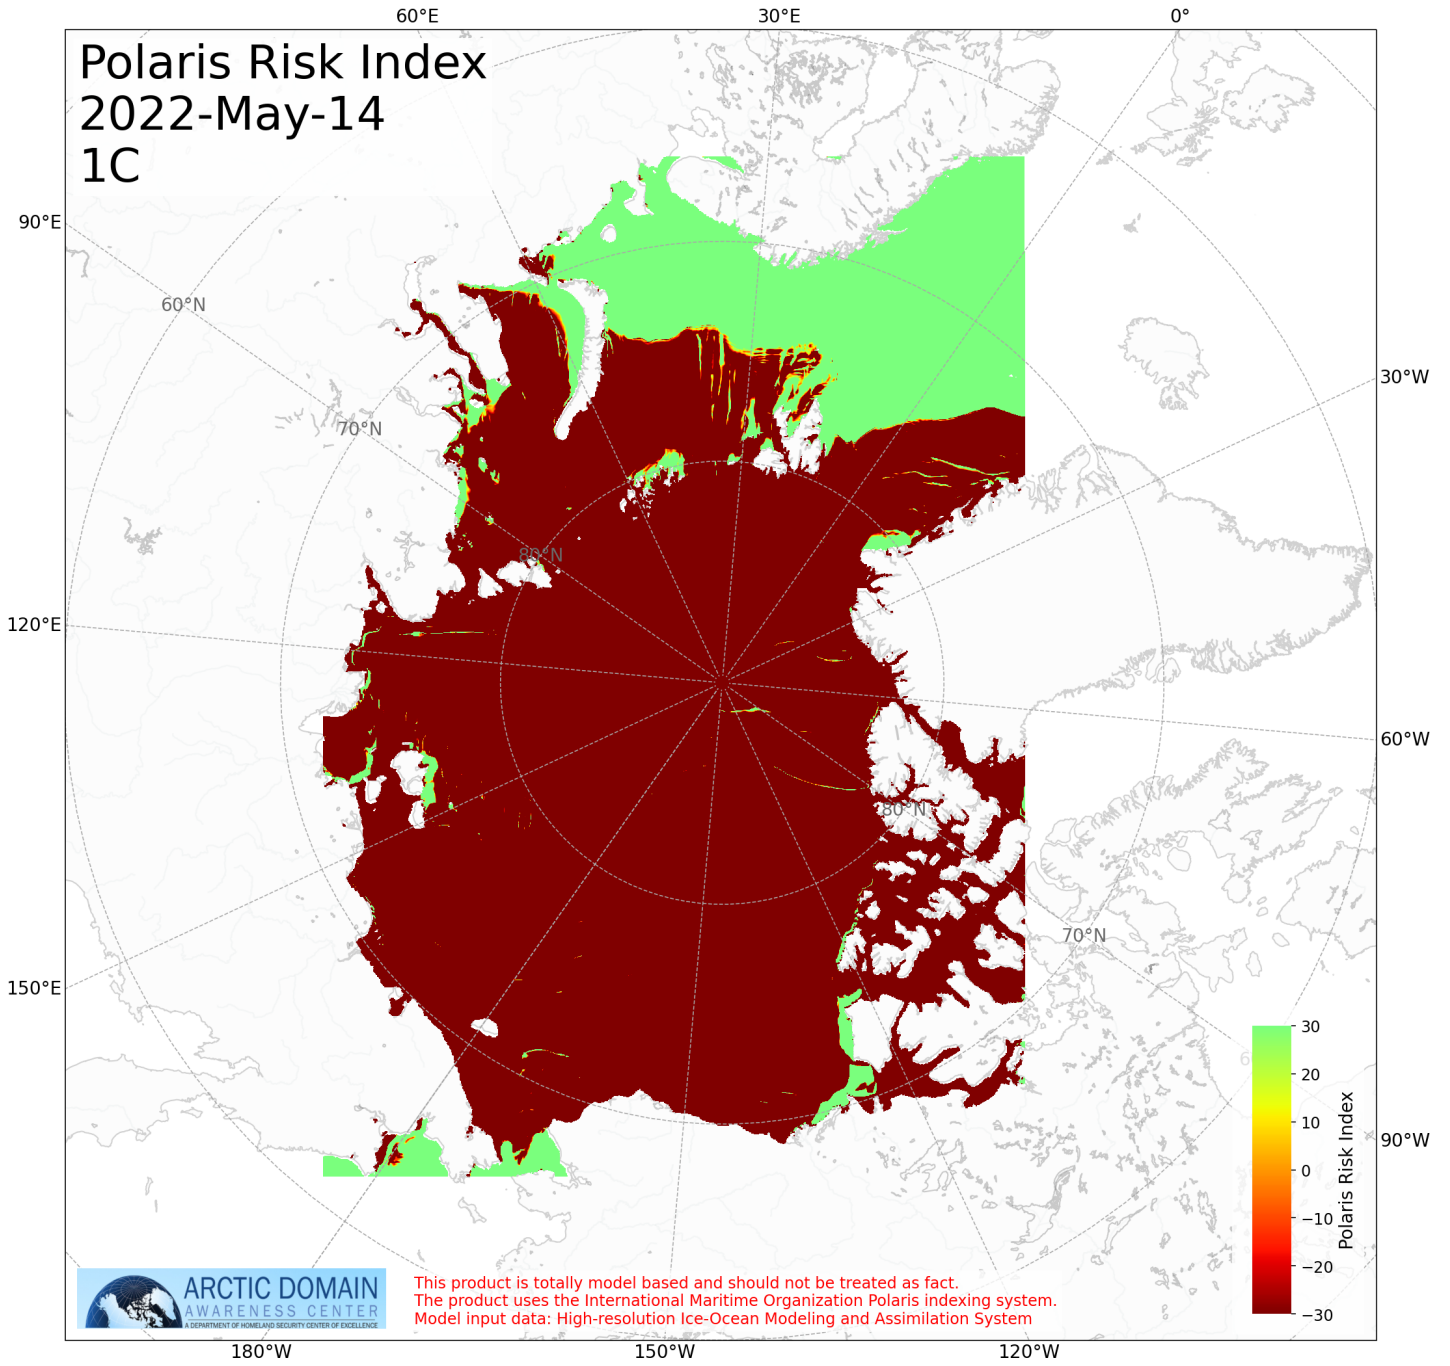 60°E 30°E 0°
Polaris Risk Index
2022-May-14
1C
90°E
60°N
30°W
70°N
80°N
120°E
60°W
80°N
70°N
150°E
30
20
10
0
−10
−20
−30
Polaris Risk Index
90°W
ARCTIC DOMAIN
AWARENESS CENTER
A DEPARTMENT OF HOMELAND SECURITY CENTER OF EXCELLENCE
This product is totally model based and should not be treated as fact.
The product uses the International Maritime Organization Polaris indexing system.
Model input data: High-resolution Ice-Ocean Modeling and Assimilation System
180°W 150°W 120°W